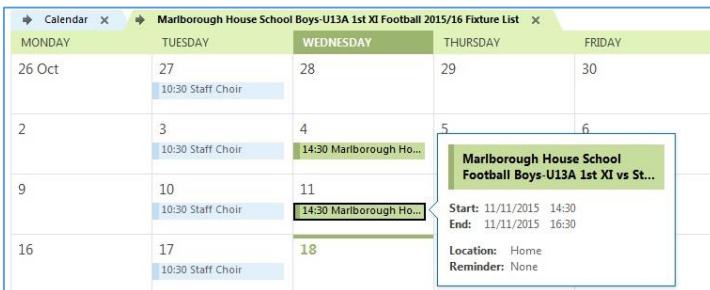 Calendar × Marlborough House School Boys-U13A 1st XI Football 2015/16 Fixture List ×
MONDAY TUESDAY WEDNESDAY THURSDAY FRIDAY
26 Oct 27 28 29 30
10:30 Staff Choir
2 3 4 5 6
10:30 Staff Choir 14:30 Marlborough Ho...
9 10 11
10:30 Staff Choir 14:30 Marlborough Ho...
16 17 18
10:30 Staff Choir
Marlborough House School
Football Boys-U13A 1st XI vs St...
Start: 11/11/2015 14:30
End: 11/11/2015 16:30
Location: Home
Reminder: None